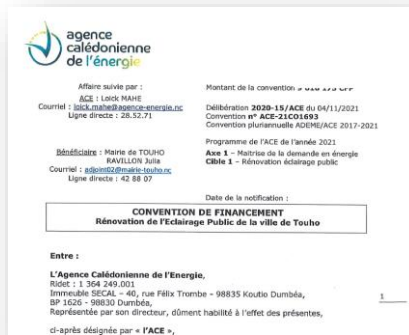 agence
calédonienne
de l'énergie
Affaire suivie par :
ACE : Loïck MAHE
Courriel : loick.mahe@agence-energie.nc
Ligne directe : 28.52.71
Bénéficiaire : Mairie de TOUHO
RAVILLON Julia
Courriel : adjoint02@mairie-touho.nc
Ligne directe : 42 88 07
Montant de la convention
Délibération 2020-15/ACE du 04/11/2021
Convention n° ACE-21C01693
Convention pluriannuelle ADEME/ACE 2017-2021
Programme de l'ACE de l'année 2021
Axe 1 – Maitrise de la demande en énergie
Cible 1 – Rénovation éclairage public
Date de la notification :
CONVENTION DE FINANCEMENT
Rénovation de l'Eclairage Public de la ville de Touho
Entre :
L'Agence Calédonienne de l'Energie,
Ridet : 1 364 249.001
Immeuble SECAL – 40, rue Félix Trombe – 98835 Koutio Dumbéa,
BP 1626 - 98830 Dumbéa,
Représentée par son directeur, dûment habilité à l'effet des présentes,
ci-après désignée par « l'ACE »,
1